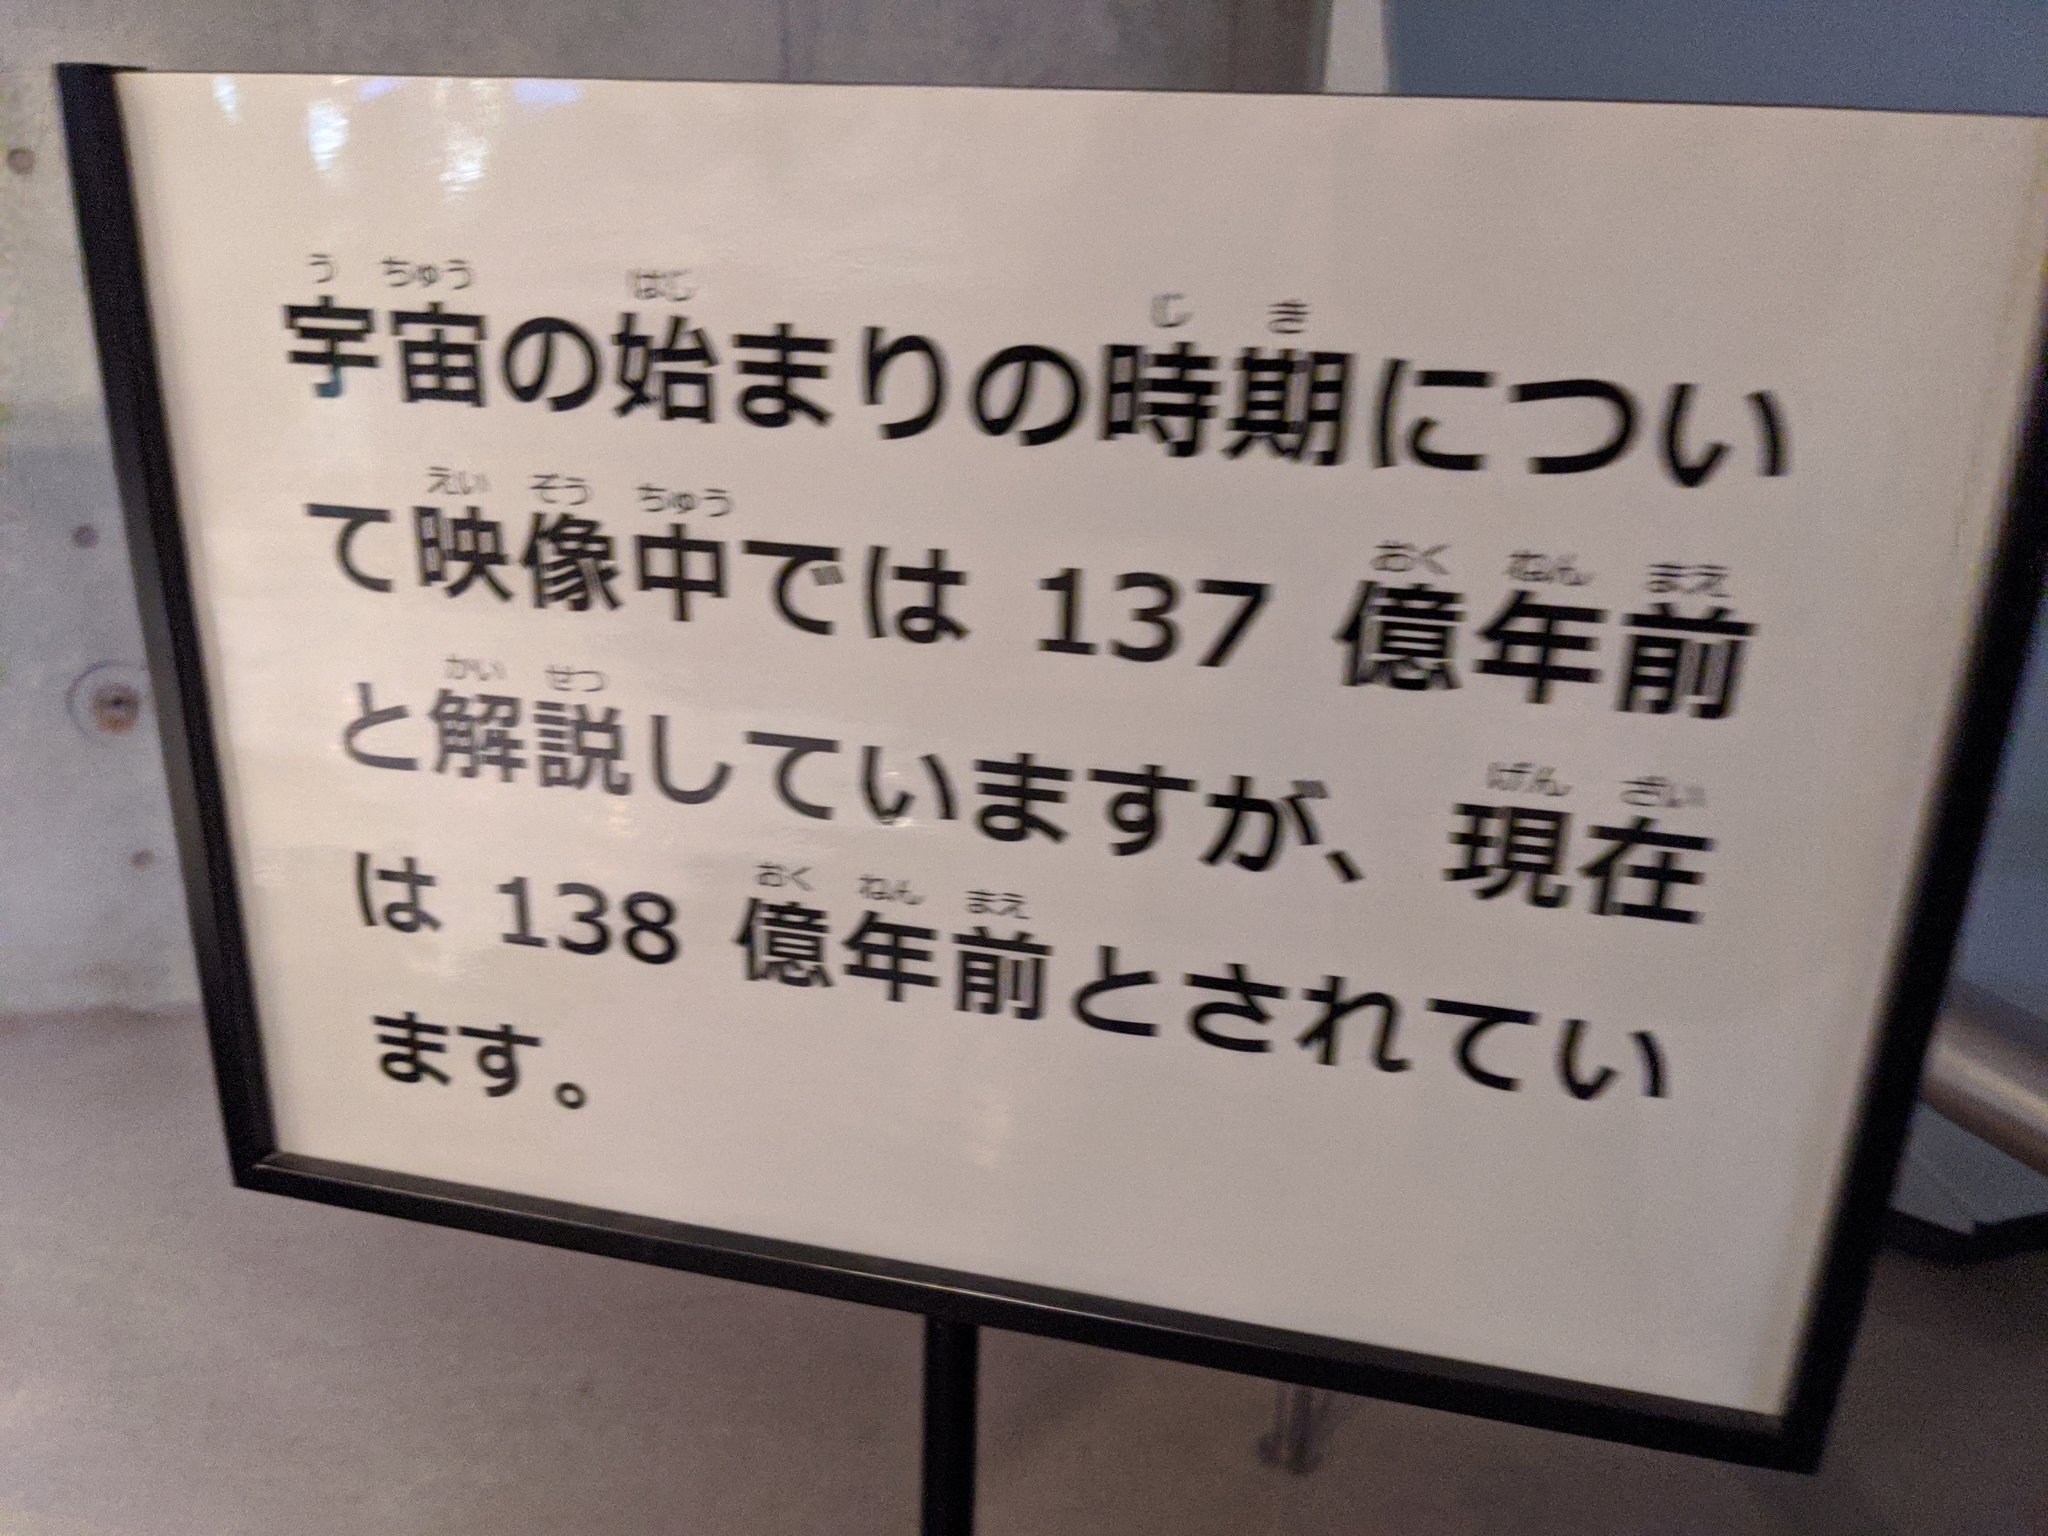 宇宙の始まりの時期につい
て映像中では 137 億年前
と解説していますが、現在
は 138 億年前とされてい
ます。